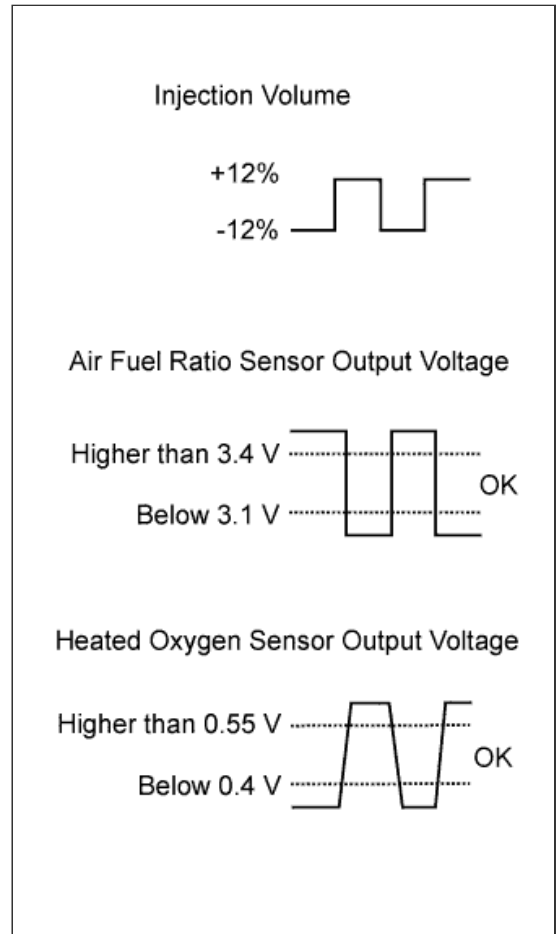 Injection Volume
+12%
-12%
Air Fuel Ratio Sensor Output Voltage
Higher than 3.4 V
OK
Below 3.1 V
Heated Oxygen Sensor Output Voltage
Higher than 0.55 V
OK
Below 0.4 V